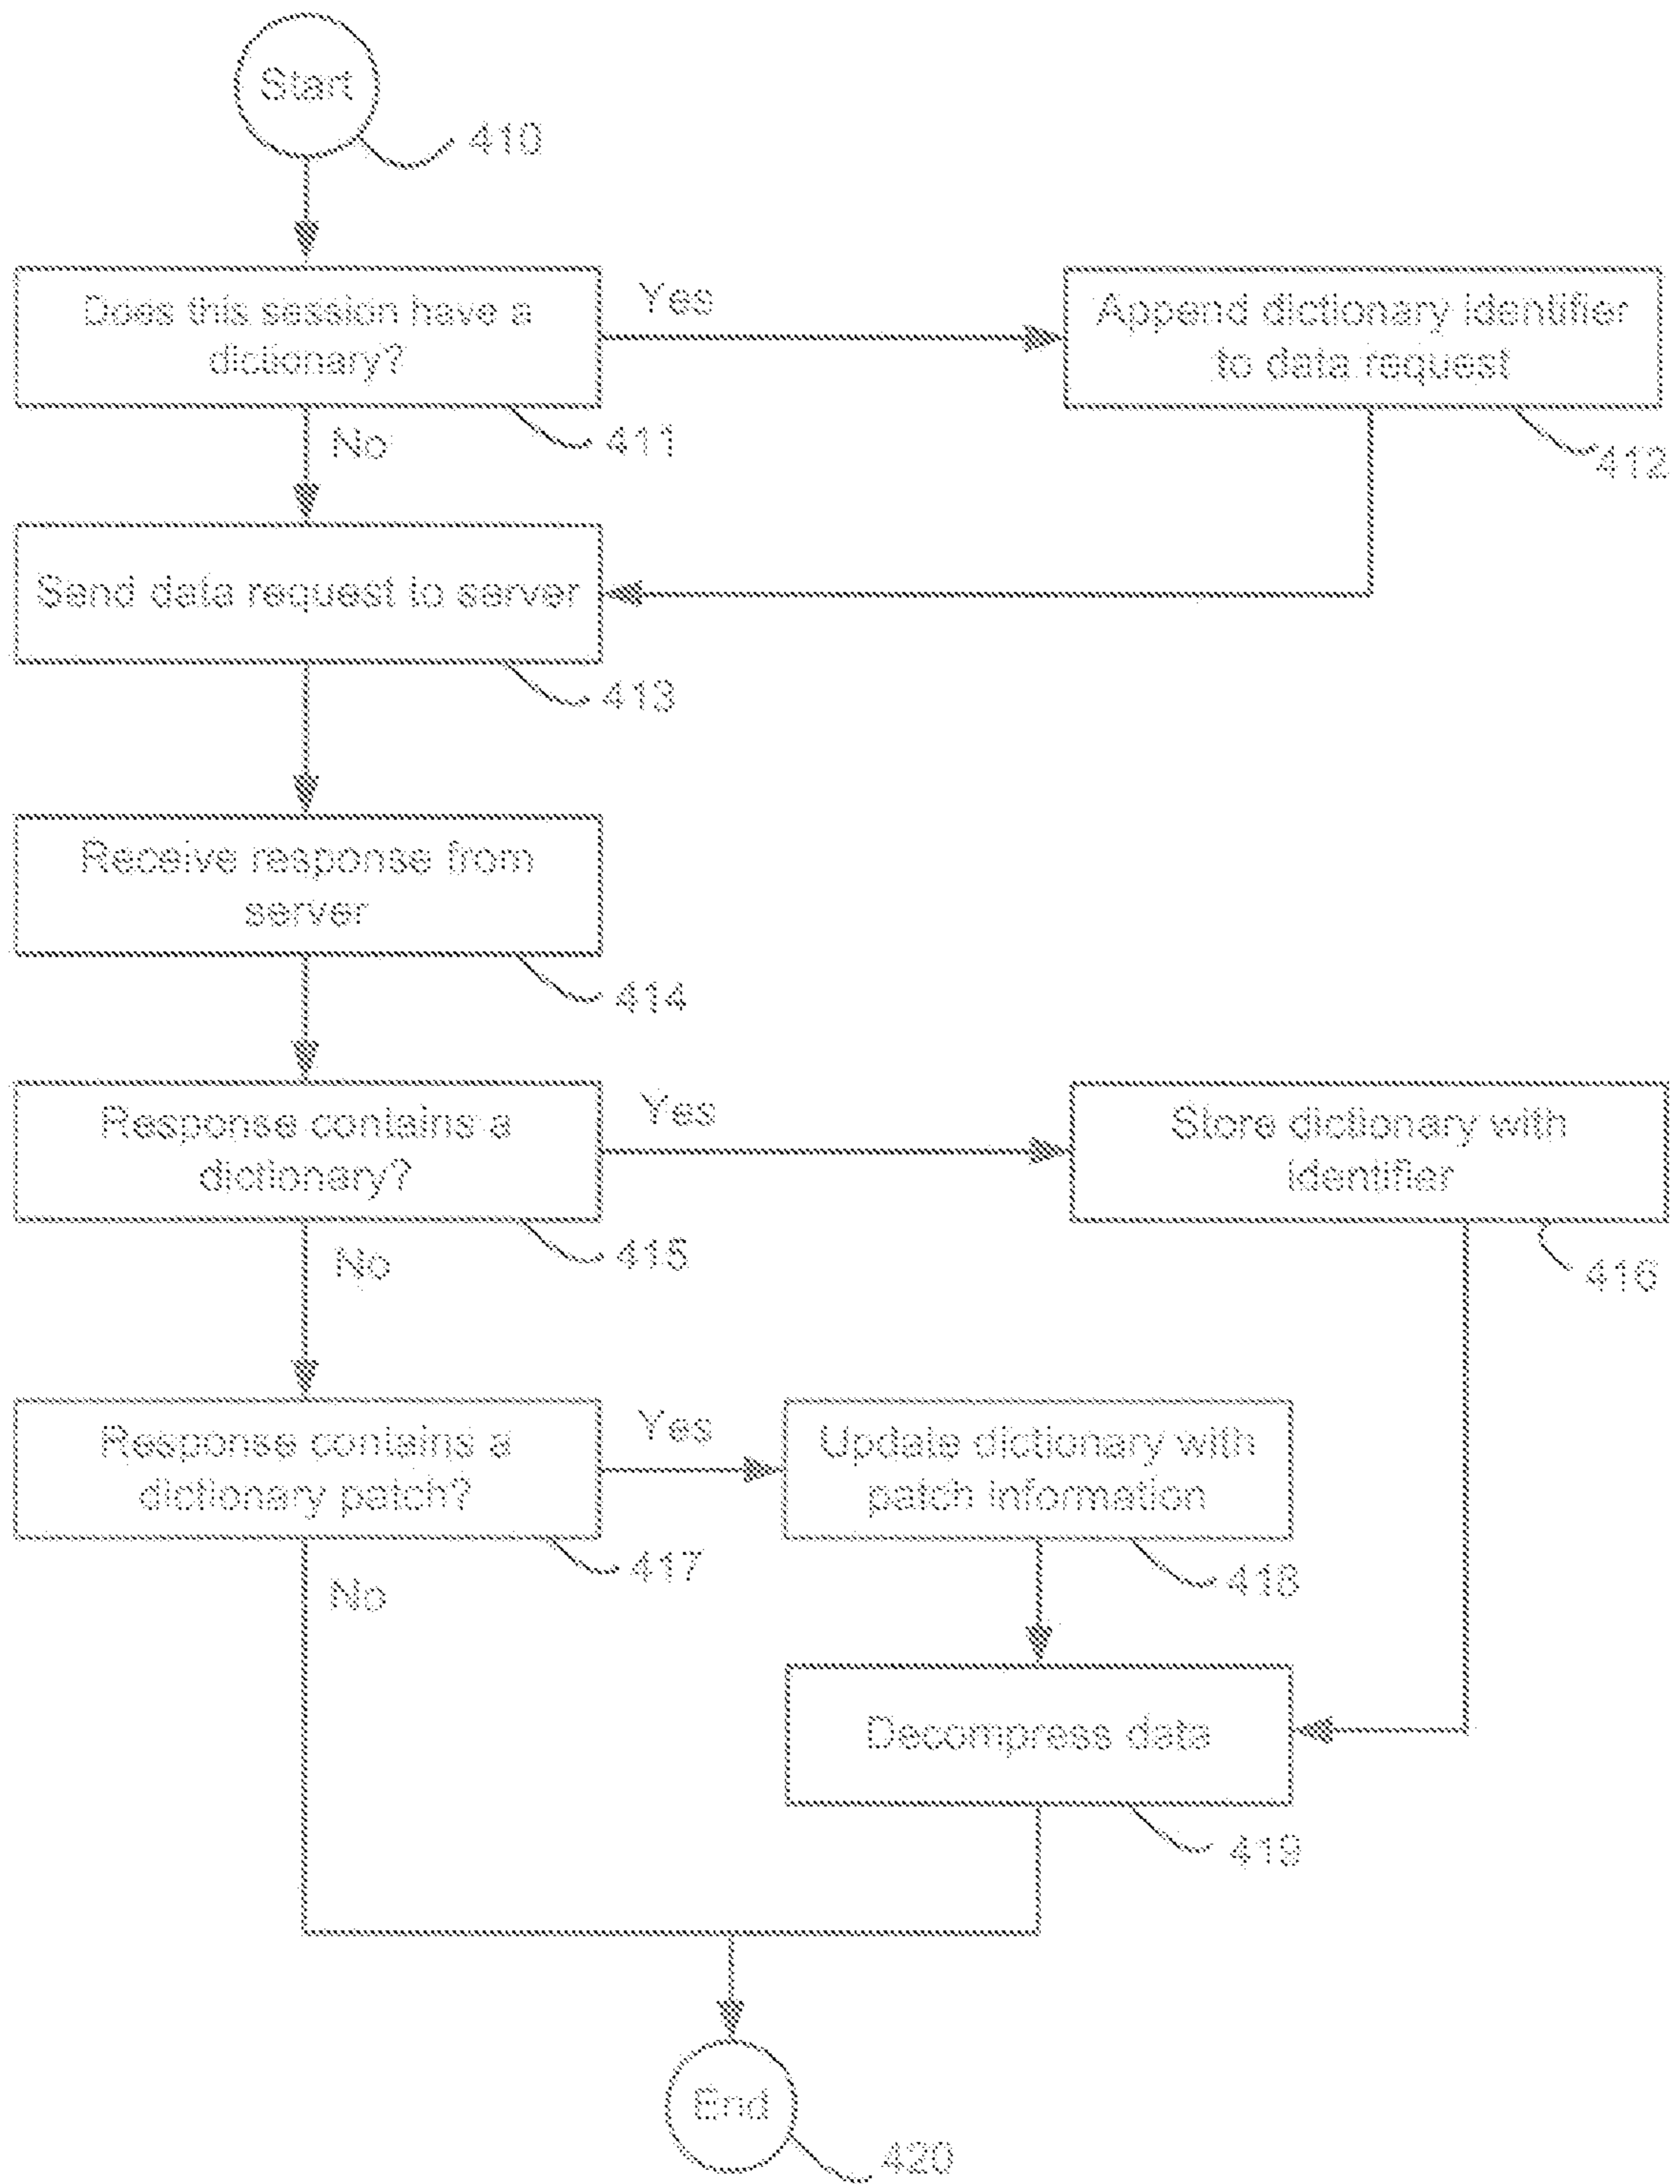 Start
410
Does this session have a
dictionary?
411
Yes
Append dictionary identifier
to data request
412
No
Send data request to server
413
Receive response from
server
414
Response contains a
dictionary?
415
Yes
Store dictionary with
identifier
416
No
Response contains a
dictionary patch?
417
Yes
Update dictionary with
patch information
418
No
Decompress data
419
End
420